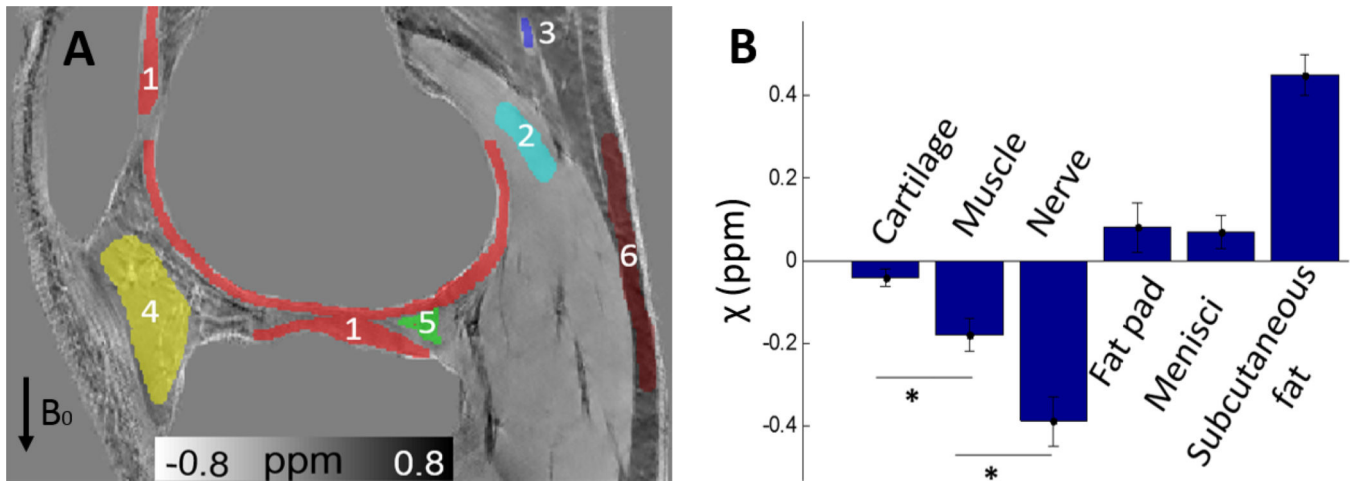 A
1
3
2
6
4
1
5
B₀
-0.8 ppm 0.8
B
χ (ppm)
0.4
0.2
0
-0.2
-0.4
Cartilage
Muscle
Nerve
Fat pad
Menisci
Subcutaneous
fat
*
*